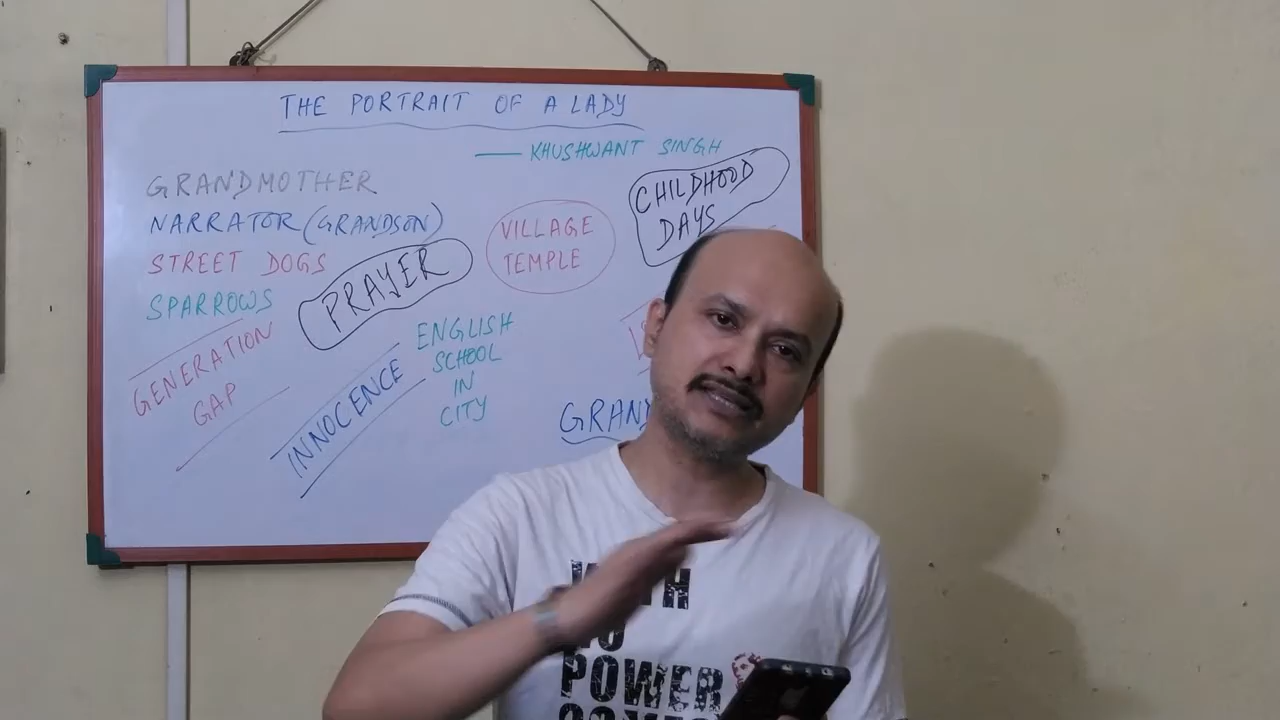 THE PORTRAIT OF A LADY
— KHUSHWANT SINGH
GRANDMOTHER
NARRATOR (GRANDSON)
STREET DOGS
SPARROWS
GENERATION
GAP
PRAYER
INNOCENCE
VILLAGE
TEMPLE
ENGLISH
SCHOOL
IN
CITY
CHILDHOOD
DAYS
GRAN
POWER